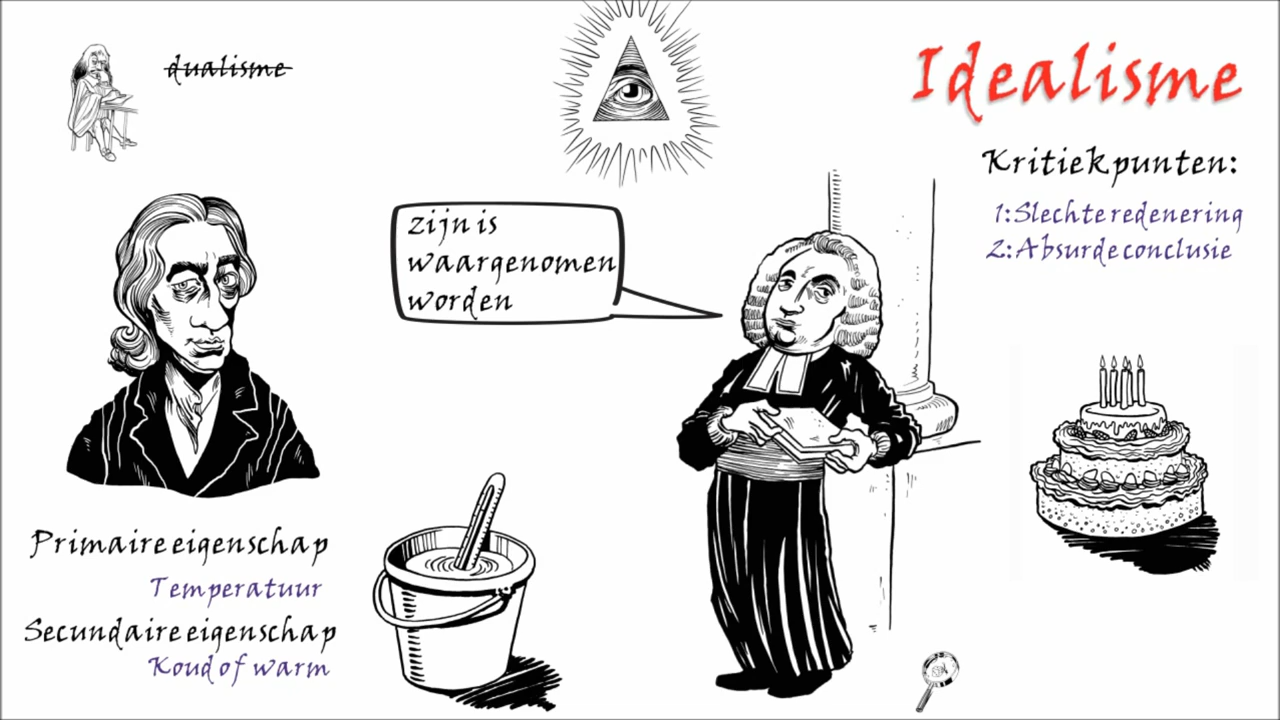 dualisme
Idealisme
Kritiekpunten:
1: Slechte redenering
2: Absurde conclusie
zijn is
waargenomen
worden
Primaire eigenschap
Temperatuur
Secundaire eigenschap
Koud of warm